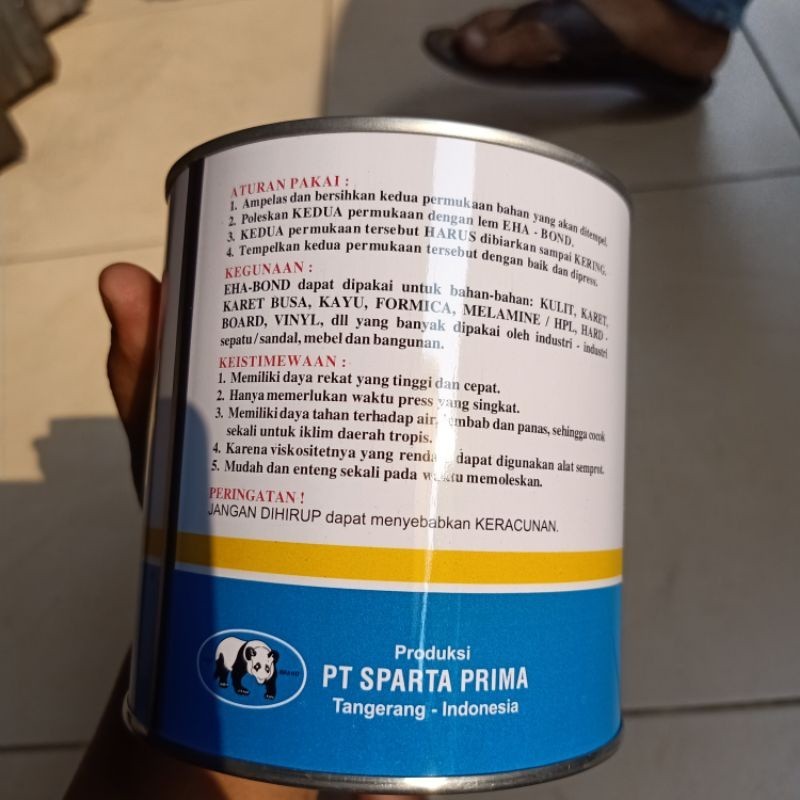 ATURAN PAKAI :
1. Ampelas dan bersihkan kedua permukaan bahan yang akan ditempel.
2. Poleskan KEDUA permukaan dengan lem EHA - BOND.
3. KEDUA permukaan tersebut HARUS dibiarkan sampai KERING.
4. Tempelkan kedua permukaan tersebut dengan baik dan dipress.
KEGUNAAN :
EHA-BOND dapat dipakai untuk bahan-bahan: KULIT, KARET,
KARET BUSA, KAYU, FORMICA, MELAMINE / HPL, HARD -
BOARD, VINYL, dll yang banyak dipakai oleh industri - industri
sepatu/sandal, mebel dan bangunan.
KEISTIMEWAAN :
1. Memiliki daya rekat yang tinggi dan cepat.
2. Hanya memerlukan waktu press yang singkat.
3. Memiliki daya tahan terhadap air, lembab dan panas, sehingga cocok
sekali untuk iklim daerah tropis.
4. Karena viskositetnya yang rendah dapat digunakan alat semprot.
5. Mudah dan enteng sekali pada waktu memoleskan.
PERINGATAN !
JANGAN DIHIRUP dapat menyebabkan KERACUNAN.
Produksi
PT SPARTA PRIMA
Tangerang - Indonesia